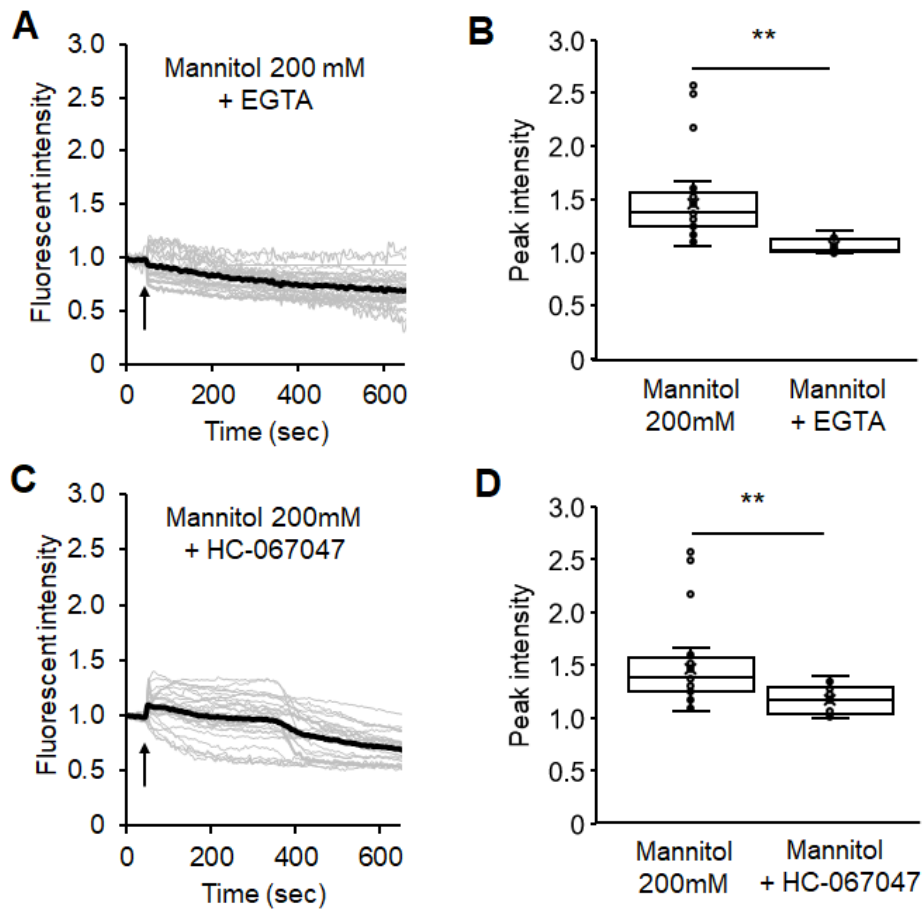 A
3.0
2.5
2.0
1.5
1.0
0.5
0
Fluorescent intensity
Mannitol 200 mM
+ EGTA
0 200 400 600
Time (sec)
B
3.0
2.5
2.0
1.5
1.0
0.5
0
Peak intensity
**
Mannitol
200mM
Mannitol
+ EGTA
C
3.0
2.5
2.0
1.5
1.0
0.5
0
Fluorescent intensity
Mannitol 200mM
+ HC-067047
0 200 400 600
Time (sec)
D
3.0
2.5
2.0
1.5
1.0
0.5
0
Peak intensity
**
Mannitol
200mM
Mannitol
+ HC-067047